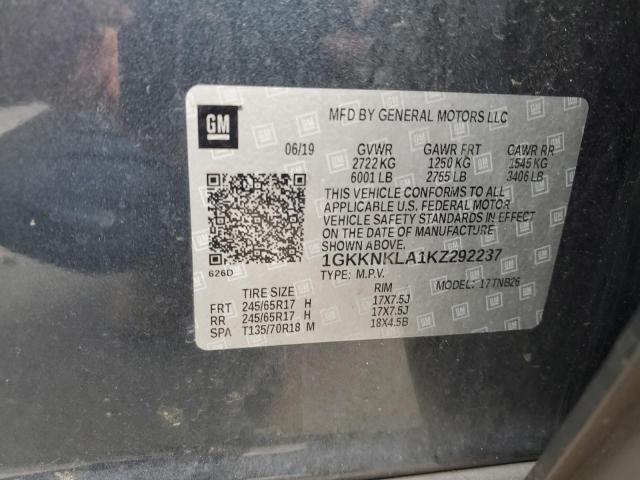 GM
MFD BY GENERAL MOTORS LLC
06/19 GVWR GAWR FRT GAWR RR
2722 KG 1250 KG 1545 KG
6001 LB 2755 LB 3406 LB
THIS VEHICLE CONFORMS TO ALL
APPLICABLE U.S. FEDERAL MOTOR
VEHICLE SAFETY STANDARDS IN EFFECT
ON THE DATE OF MANUFACTURE
SHOWN ABOVE.
1GKKNKLA1KZ292237
626D
TYPE: M.P.V. MODEL: 17TNB26
TIRE SIZE RIM
FRT 245/65R17 H 17X7.5J
RR 245/65R17 H 17X7.5J
SPA T135/70R18 M 18X4.5B